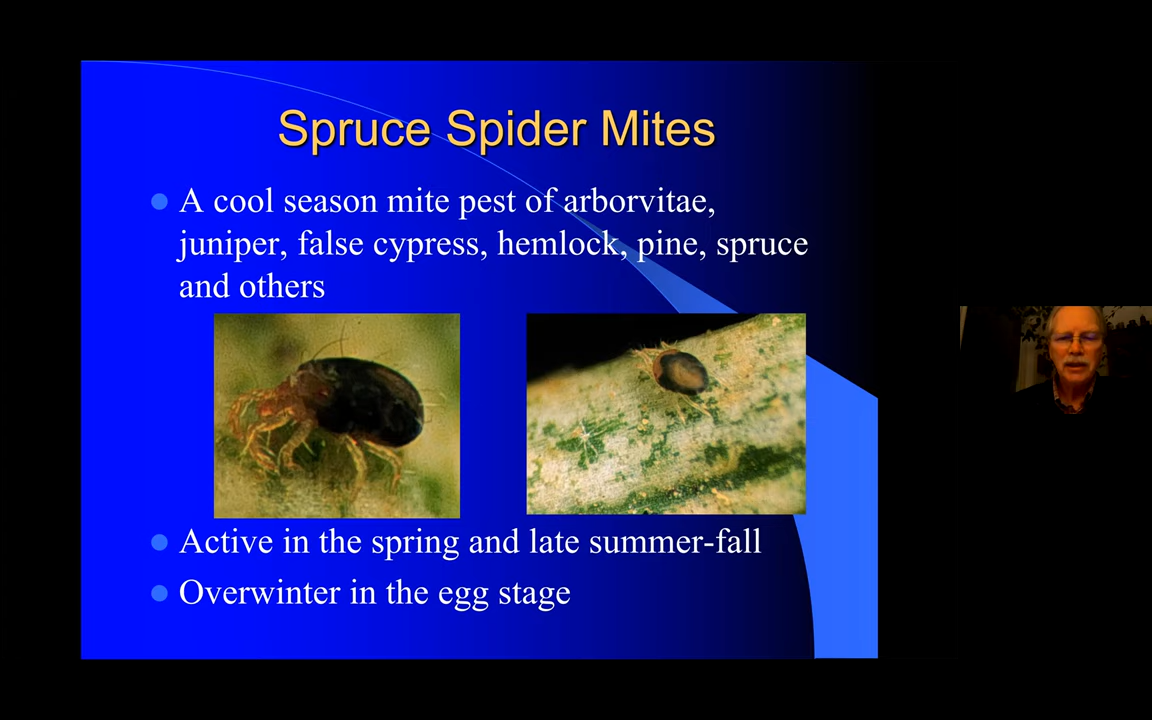 Spruce Spider Mites
A cool season mite pest of arborvitae,
juniper, false cypress, hemlock, pine, spruce
and others
Active in the spring and late summer-fall
Overwinter in the egg stage